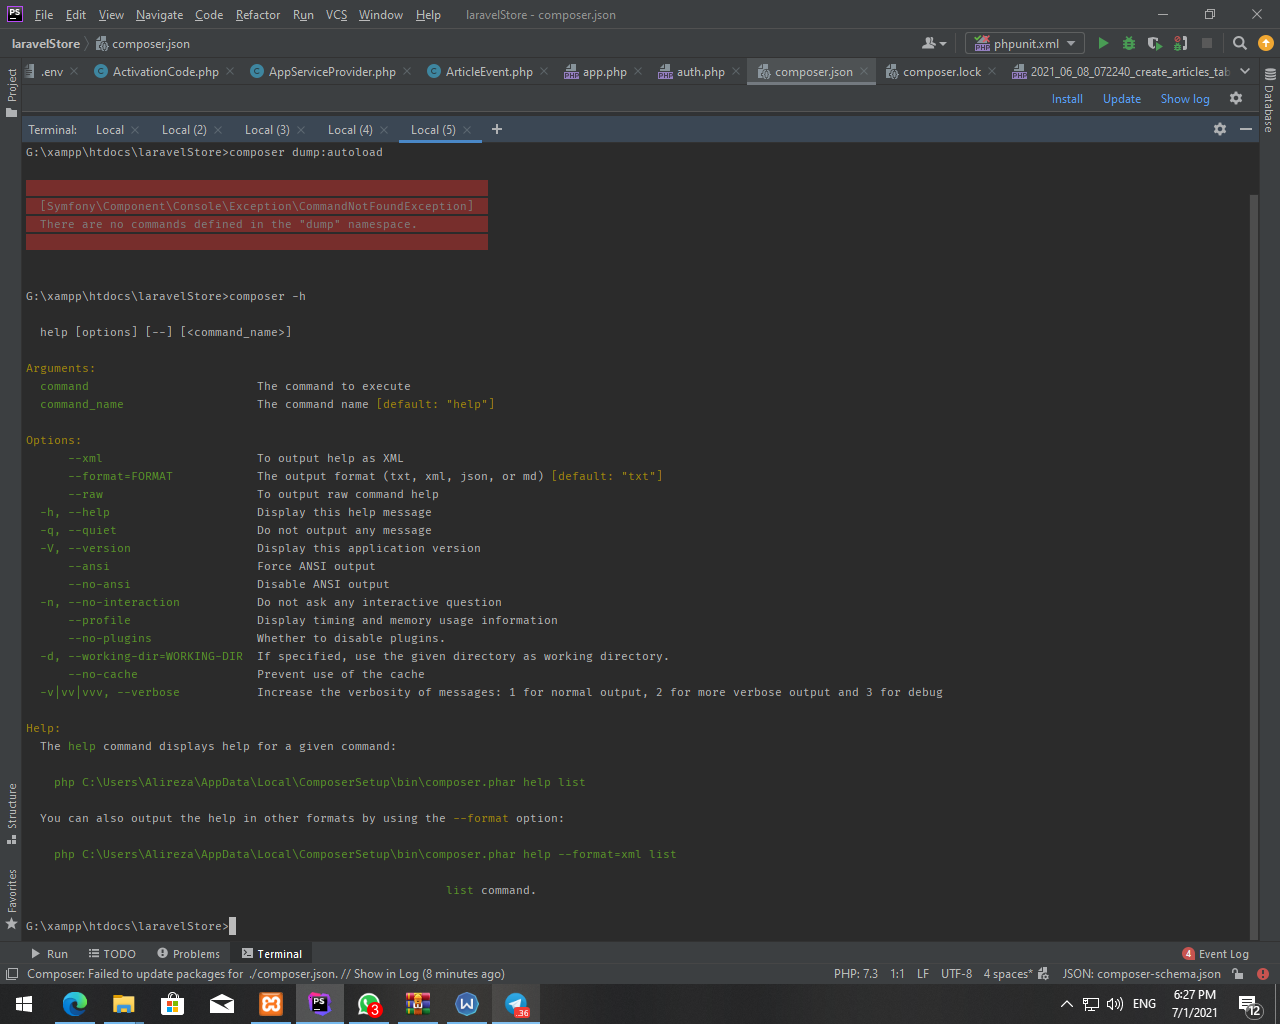 File Edit View Navigate Code Refactor Run VCS Window Help laravelStore - composer.json
laravelStore composer.json phpunit.xml
.env ActivationCode.php AppServiceProvider.php ArticleEvent.php app.php auth.php composer.json composer.lock 2021_06_08_072240_create_articles_tab
Install Update Show log
Terminal: Local Local (2) Local (3) Local (4) Local (5)
G:\xampp\htdocs\laravelStore>composer dump:autoload
[Symfony\Component\Console\Exception\CommandNotFoundException]
There are no commands defined in the "dump" namespace.
G:\xampp\htdocs\laravelStore>composer -h
help [options] [--] [<command_name>]
Arguments:
command The command to execute
command_name The command name [default: "help"]
Options:
--xml To output help as XML
--format=FORMAT The output format (txt, xml, json, or md) [default: "txt"]
--raw To output raw command help
-h, --help Display this help message
-q, --quiet Do not output any message
-V, --version Display this application version
--ansi Force ANSI output
--no-ansi Disable ANSI output
-n, --no-interaction Do not ask any interactive question
--profile Display timing and memory usage information
--no-plugins Whether to disable plugins.
-d, --working-dir=WORKING-DIR If specified, use the given directory as working directory.
--no-cache Prevent use of the cache
-v|vv|vvv, --verbose Increase the verbosity of messages: 1 for normal output, 2 for more verbose output and 3 for debug
Help:
The help command displays help for a given command:
php C:\Users\Alireza\AppData\Local\ComposerSetup\bin\composer.phar help list
You can also output the help in other formats by using the --format option:
php C:\Users\Alireza\AppData\Local\ComposerSetup\bin\composer.phar help --format=xml list
list command.
G:\xampp\htdocs\laravelStore>
Project
Structure
Favorites
Database
Run TODO Problems Terminal 4 Event Log
Composer: Failed to update packages for ./composer.json. // Show in Log (8 minutes ago) PHP: 7.3 1:1 LF UTF-8 4 spaces* JSON: composer-schema.json
PS 3 W .36 ENG 6:27 PM
7/1/2021 12